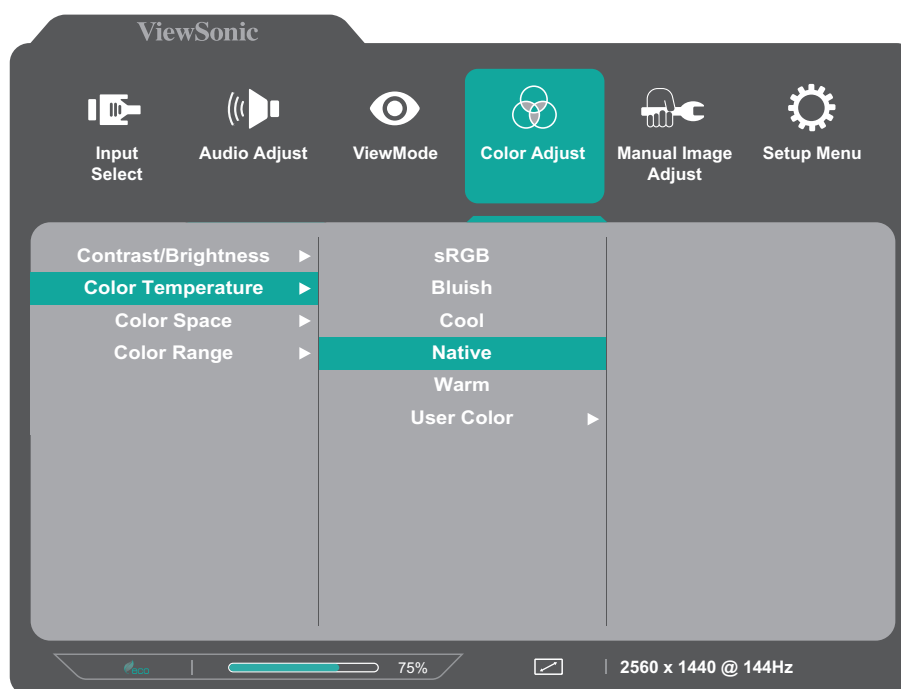 ViewSonic
Input
Select
Audio Adjust
ViewMode
Color Adjust
Manual Image
Adjust
Setup Menu
Contrast/Brightness
Color Temperature
Color Space
Color Range
sRGB
Bluish
Cool
Native
Warm
User Color
eco
75%
2560 x 1440 @ 144Hz